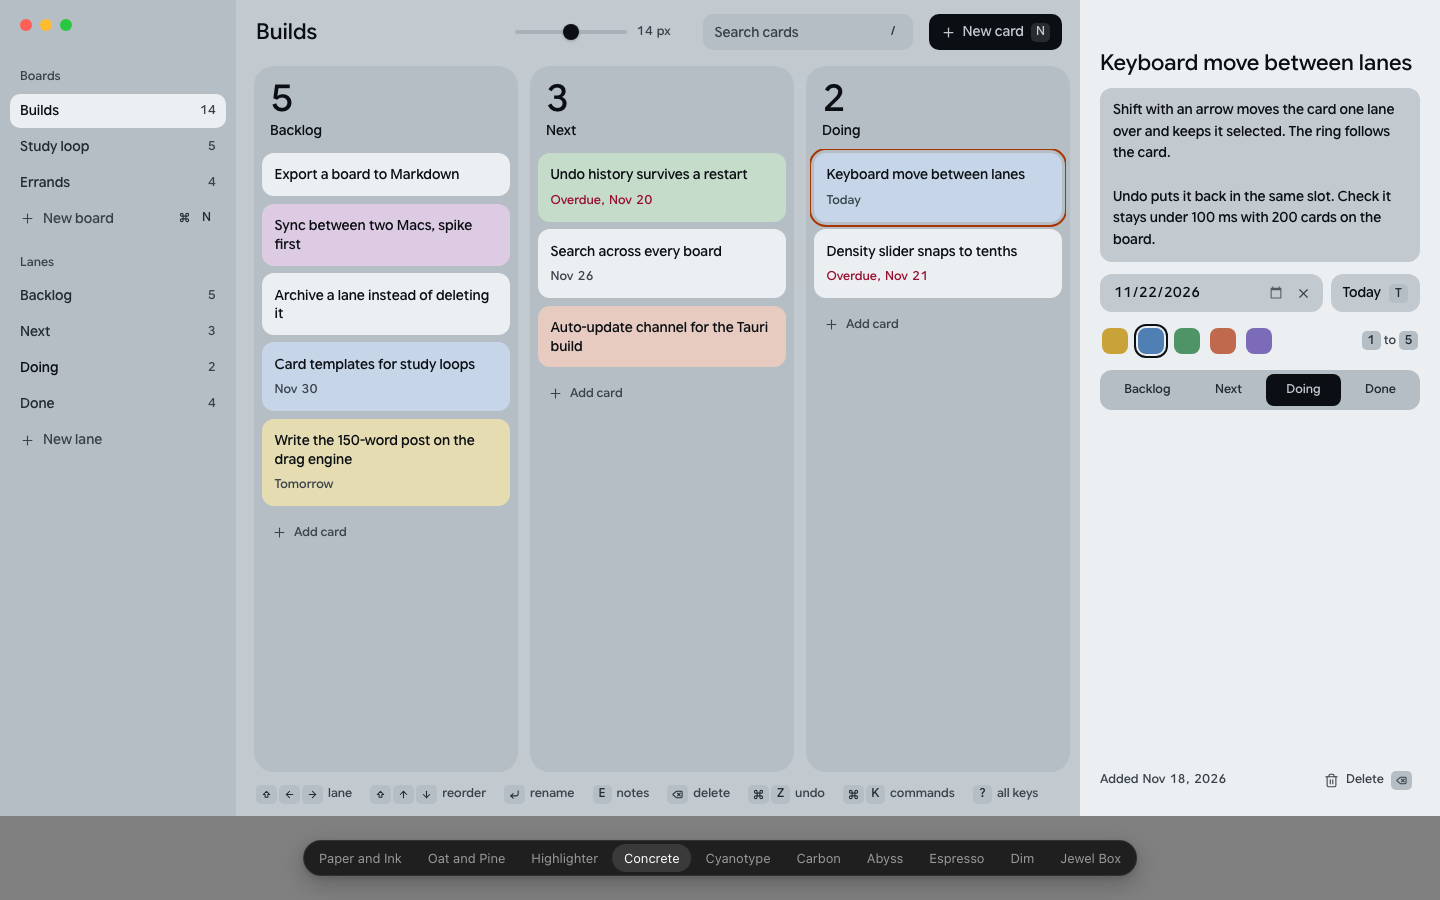 Boards
Builds 14
Study loop 5
Errands 4
New board ⌘ N
Lanes
Backlog 5
Next 3
Doing 2
Done 4
New lane
Builds
14 px
Search cards /
New card N
5
Backlog
Export a board to Markdown
Sync between two Macs, spike
first
Archive a lane instead of deleting
it
Card templates for study loops
Nov 30
Write the 150-word post on the
drag engine
Tomorrow
Add card
3
Next
Undo history survives a restart
Overdue, Nov 20
Search across every board
Nov 26
Auto-update channel for the Tauri
build
Add card
2
Doing
Keyboard move between lanes
Today
Density slider snaps to tenths
Overdue, Nov 21
Add card
⇧ ← → lane ⇧ ↑ ↓ reorder ↵ rename E notes ⌫ delete ⌘ Z undo ⌘ K commands ? all keys
Keyboard move between lanes
Shift with an arrow moves the card one lane
over and keeps it selected. The ring follows
the card.
Undo puts it back in the same slot. Check it
stays under 100 ms with 200 cards on the
board.
11/22/2026
Today T
1 to 5
Backlog Next Doing Done
Added Nov 18, 2026
Delete ⌫
Paper and Ink Oat and Pine Highlighter Concrete Cyanotype Carbon Abyss Espresso Dim Jewel Box